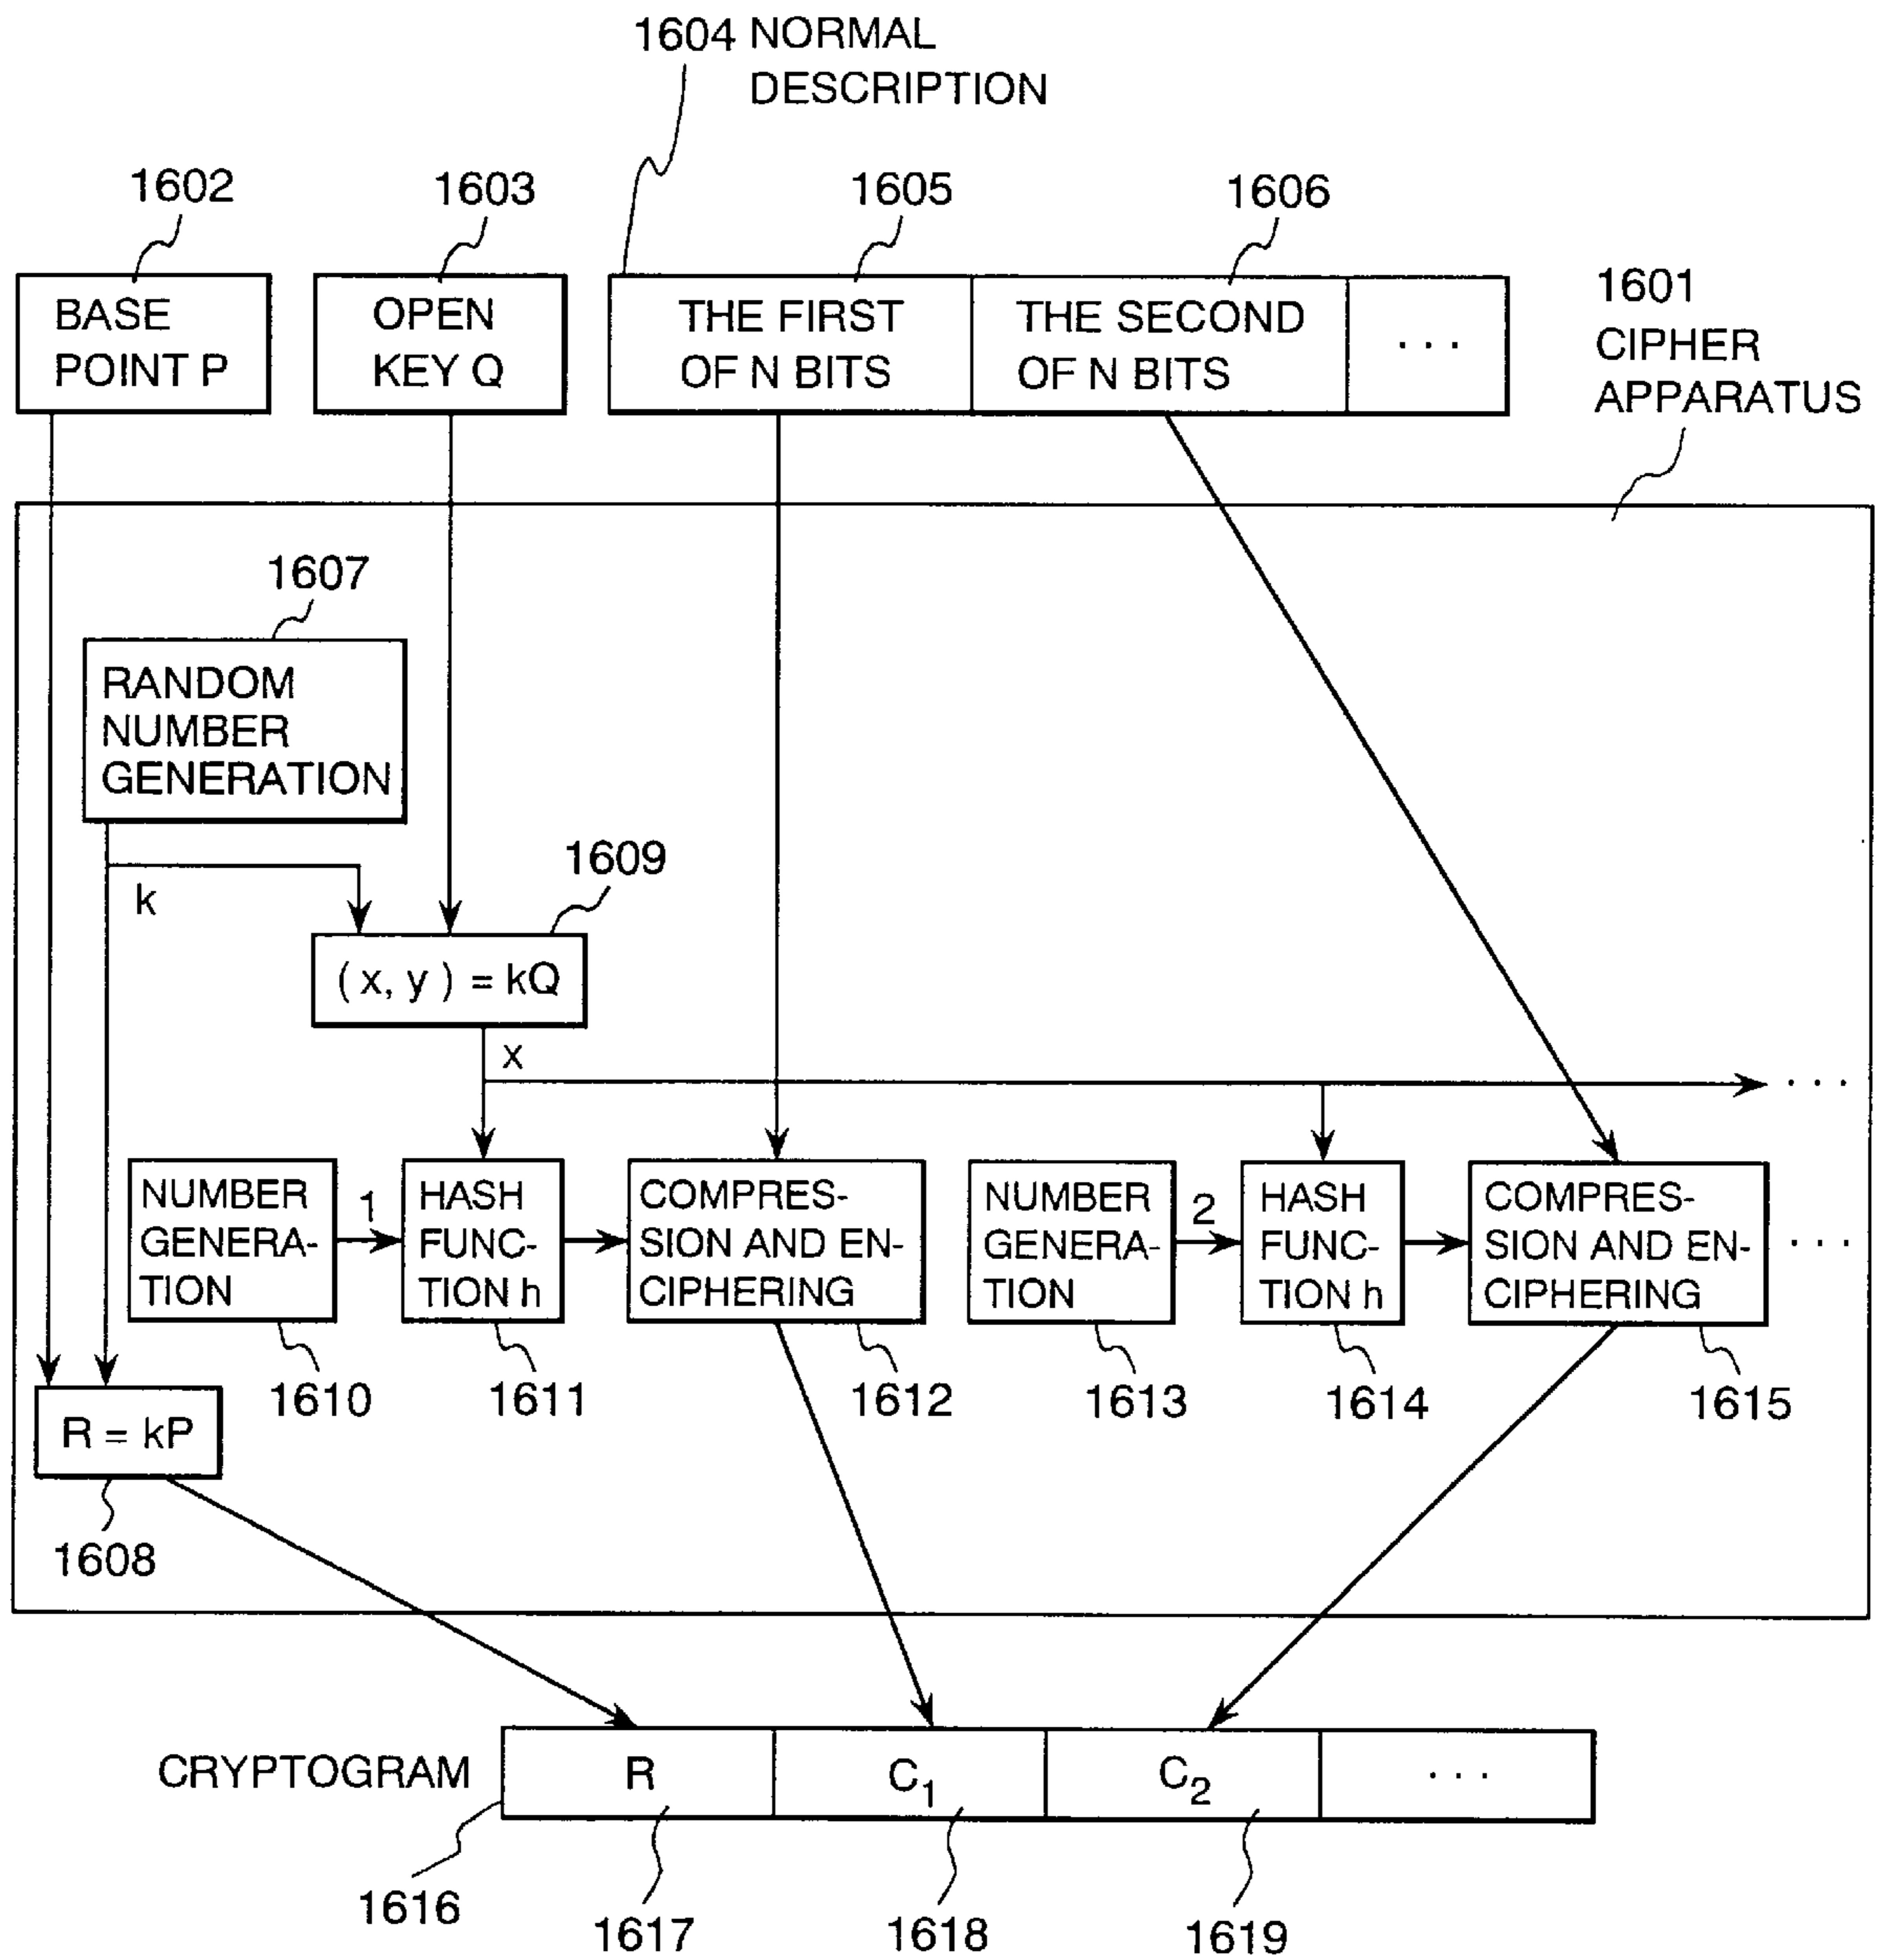 1604 NORMAL
DESCRIPTION
1602
1603
1605
1606
BASE
POINT P
OPEN
KEY Q
THE FIRST
OF N BITS
THE SECOND
OF N BITS
...
1601
CIPHER
APPARATUS
1607
RANDOM
NUMBER
GENERATION
k
1609
( x, y ) = kQ
x
...
NUMBER
GENERA-
TION
1
HASH
FUNC-
TION h
COMPRES-
SION AND EN-
CIPHERING
NUMBER
GENERA-
TION
2
HASH
FUNC-
TION h
COMPRES-
SION AND EN-
CIPHERING
...
1610
1611
1612
1613
1614
1615
R = kP
1608
CRYPTOGRAM
R
C1
C2
...
1616
1617
1618
1619